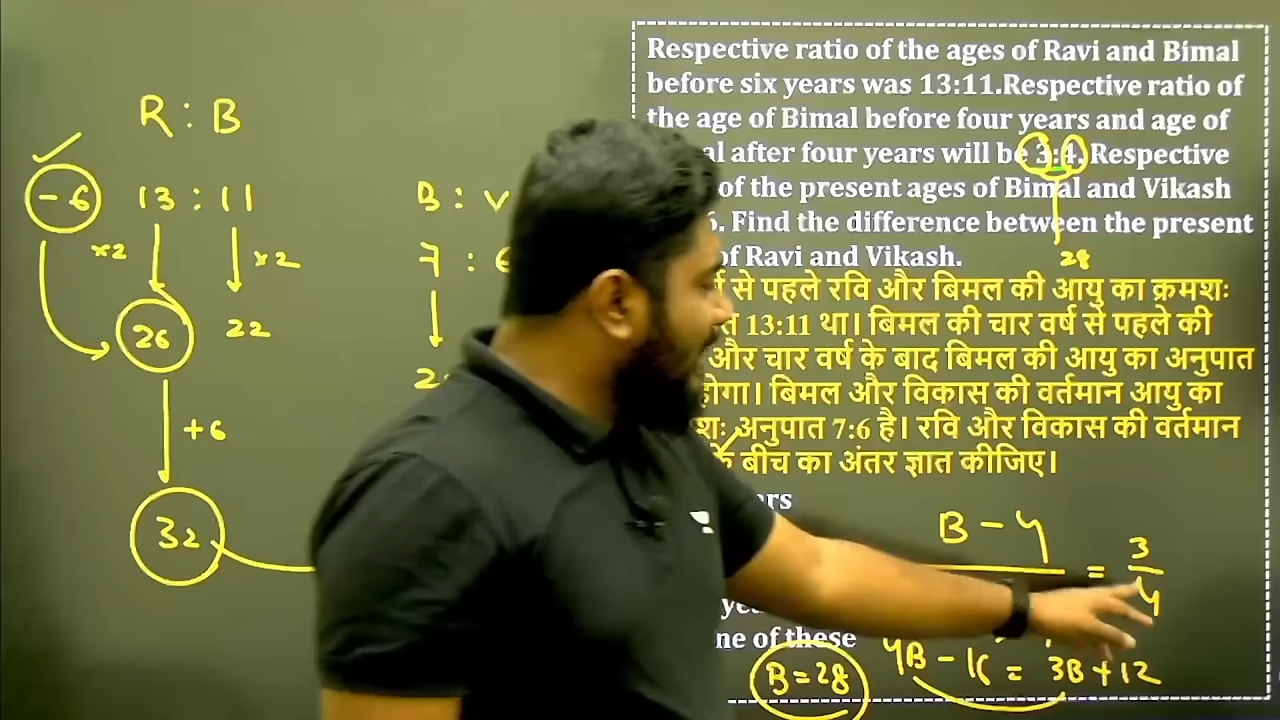 Respective ratio of the ages of Ravi and Bimal
before six years was 13:11.Respective ratio of
the age of Bimal before four years and age of
after four years will be 3:4. Respective
of the present ages of Bimal and Vikash
6. Find the difference between the present
of Ravi and Vikash.
से पहले रवि और बिमल की आयु का क्रमशः
13:11 था। बिमल की चार वर्ष से पहले की
और चार वर्ष के बाद बिमल की आयु का अनुपात
होगा। बिमल और विकास की वर्तमान आयु का
अनुपात 7:6 है। रवि और विकास की वर्तमान
के बीच का अंतर ज्ञात कीजिए।
of these
R : B
-6 13 : 11
×2 ×2
26 22
+6
32
B : V
7 :
28
B - 4 = 3
4
4B - 16 = 3B + 12
B = 28